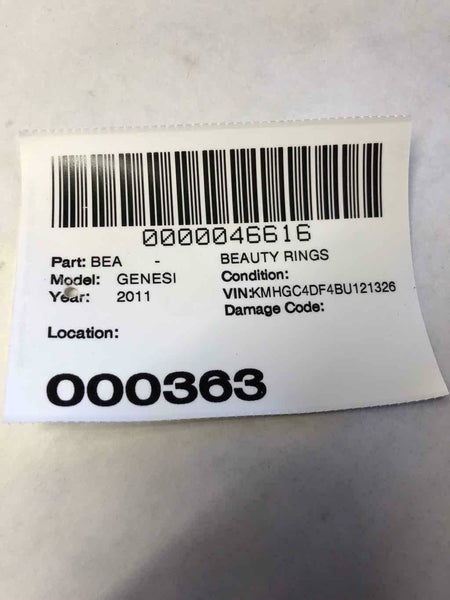 0000046616
Part: BEA - BEAUTY RINGS
Model: GENESI Condition:
Year: 2011 VIN:KMHGC4DF4BU121326
Damage Code:
Location:
000363